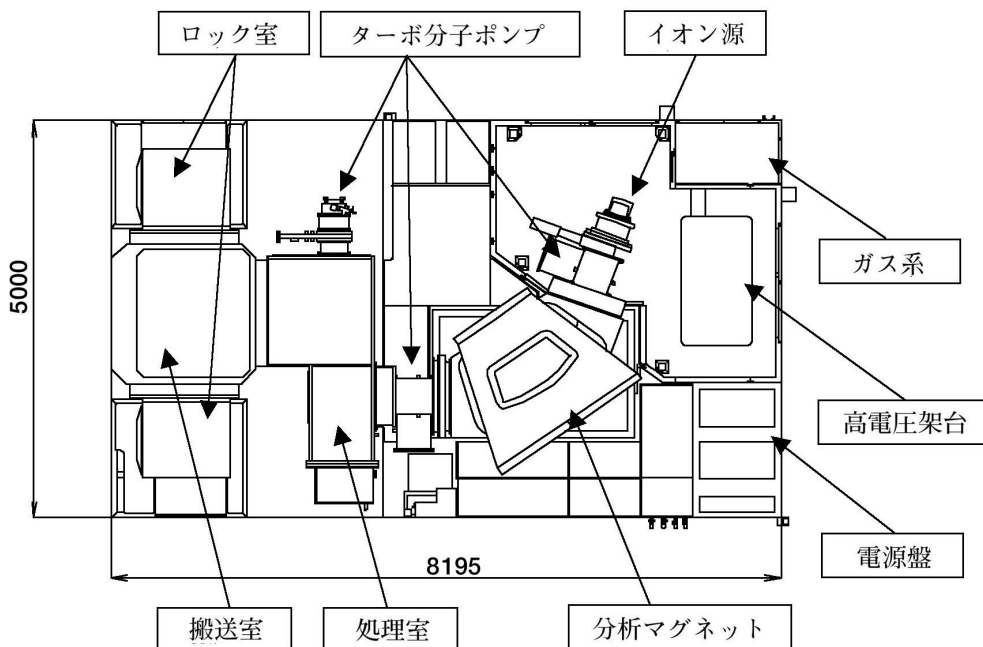 ロック室
ターボ分子ポンプ
イオン源
ガス系
5000
高電圧架台
電源盤
8195
搬送室
処理室
分析マグネット